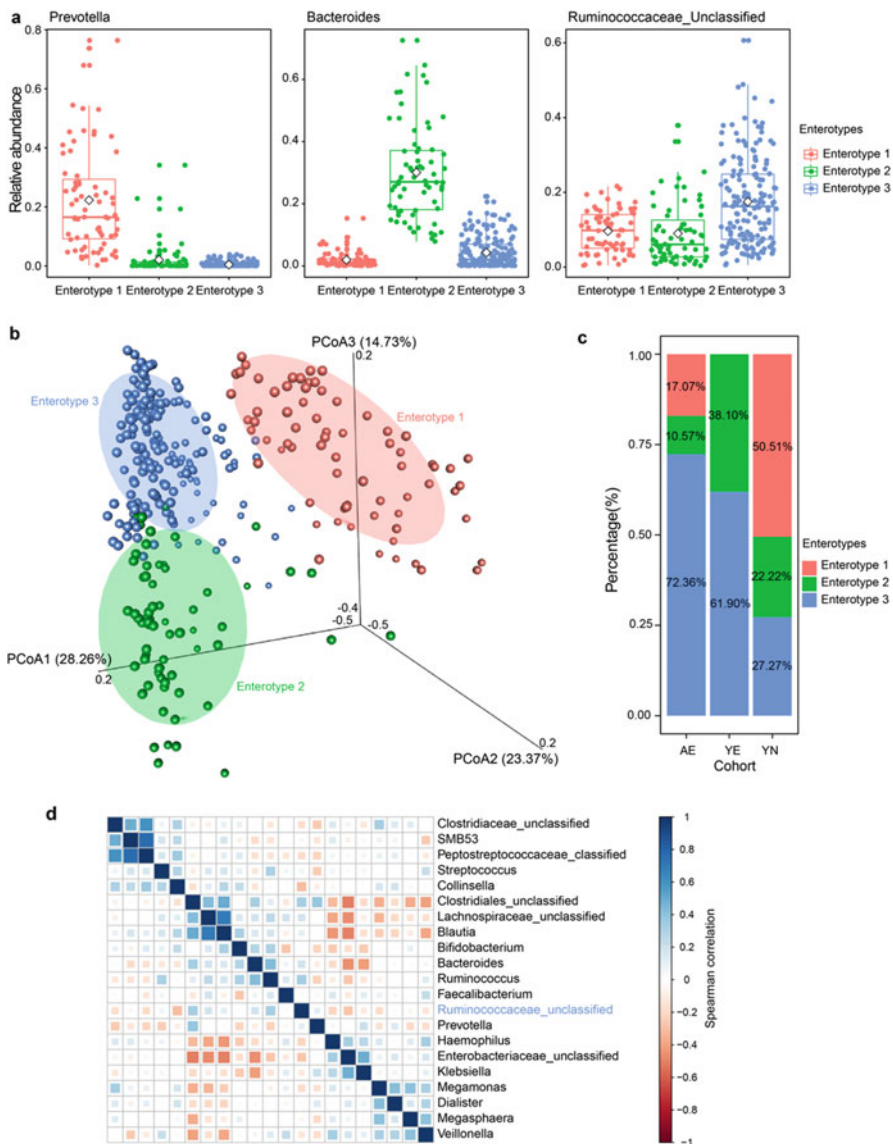 a
Prevotella
Bacteroides
Ruminococcaceae_Unclassified
Relative abundance
0.8
0.6
0.4
0.2
0.0
Enterotype 1 Enterotype 2 Enterotype 3
0.6
0.4
0.2
0.0
Enterotype 1 Enterotype 2 Enterotype 3
0.6
0.4
0.2
0.0
Enterotype 1 Enterotype 2 Enterotype 3
Enterotypes
Enterotype 1
Enterotype 2
Enterotype 3
b
PCoA3 (14.73%)
0.2
Enterotype 3
Enterotype 1
-0.4
-0.5
-0.5
PCoA1 (28.26%)
0.2
Enterotype 2
0.2
PCoA2 (23.37%)
c
Percentage(%)
1.00
0.75
0.50
0.25
0.00
17.07%
10.57%
72.36%
38.10%
61.90%
50.51%
22.22%
27.27%
AE YE YN
Cohort
Enterotypes
Enterotype 1
Enterotype 2
Enterotype 3
d
Clostridiaceae_unclassified
SMB53
Peptostreptococcaceae_classified
Streptococcus
Collinsella
Clostridiales_unclassified
Lachnospiraceae_unclassified
Blautia
Bifidobacterium
Bacteroides
Ruminococcus
Faecalibacterium
Ruminococcaceae_unclassified
Prevotella
Haemophilus
Enterobacteriaceae_unclassified
Klebsiella
Megamonas
Dialister
Megasphaera
Veillonella
1
0.8
0.6
0.4
0.2
0
−0.2
−0.4
−0.6
−0.8
−1
Spearman correlation